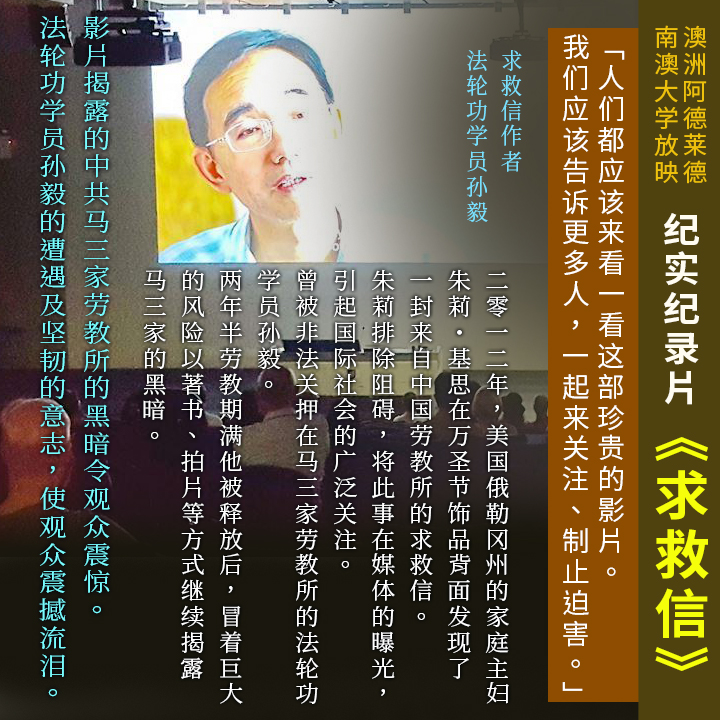 澳洲阿德莱德
南澳大学放映
纪实纪录片《求救信》
「人们都应该来看一看这部珍贵的影片。
我们应该告诉更多人，一起来关注、制止迫害。」
求救信作者
法轮功学员孙毅
二零一二年，美国俄勒冈州的家庭主妇
朱莉·基思在万圣节饰品背面发现了
一封来自中国劳教所的求救信。
朱莉排除阻碍，将此事在媒体的曝光，
引起国际社会的广泛关注。
曾被非法关押在马三家劳教所的法轮功
学员孙毅。
两年半劳教期满他被释放后，冒着巨大
的风险以著书、拍片等方式继续揭露
马三家的黑暗。
影片揭露的中共马三家劳教所的黑暗令观众震惊。
法轮功学员孙毅的遭遇及坚韧的意志，使观众震撼流泪。